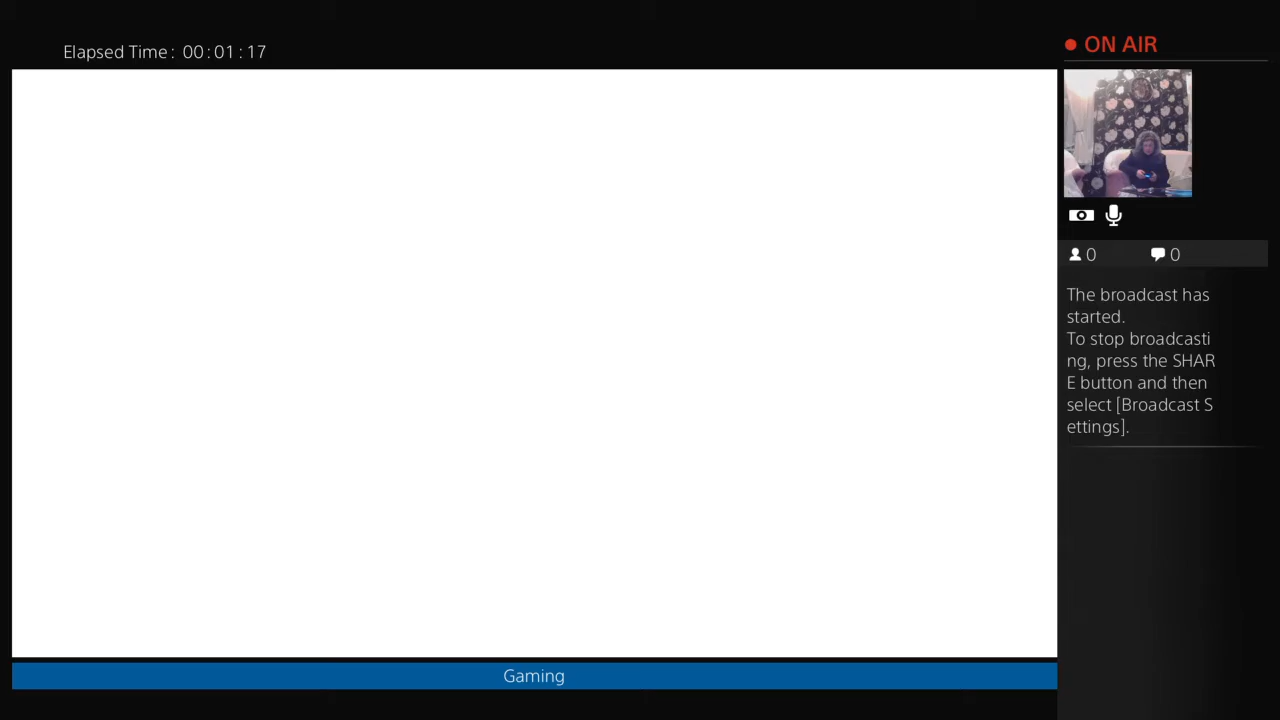 Elapsed Time: 00:01:17
ON AIR
0 0
The broadcast has
started.
To stop broadcasti
ng, press the SHAR
E button and then
select [Broadcast S
ettings].
Gaming